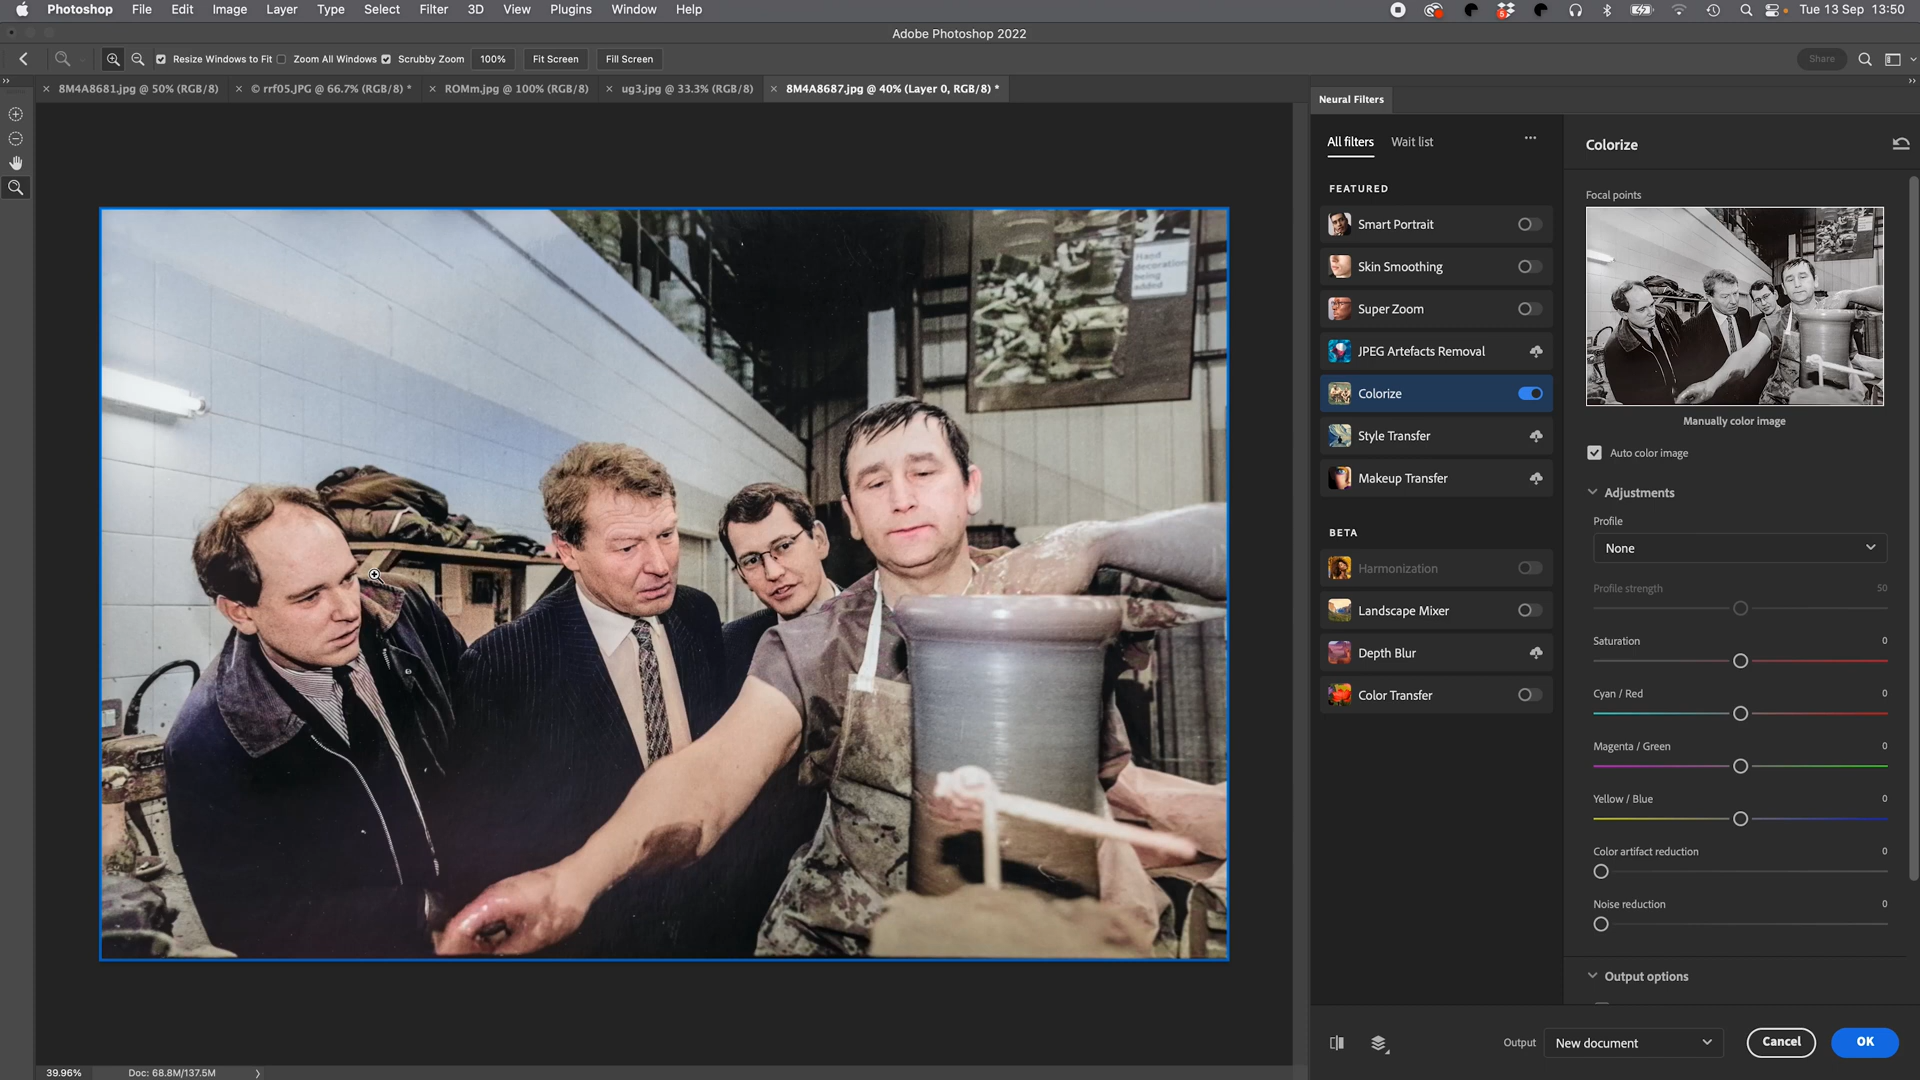 Photoshop File Edit Image Layer Type Select Filter 3D View Plugins Window Help 5 Tue 13 Sep 13:50
Adobe Photoshop 2022
Resize Windows to Fit Zoom All Windows Scrubby Zoom 100% Fit Screen Fill Screen Share
8M4A8681.jpg @ 50% (RGB/8) © rrf05.JPG @ 66.7% (RGB/8) * ROMm.jpg @ 100% (RGB/8) ug3.jpg @ 33.3% (RGB/8) 8M4A8687.jpg @ 40% (Layer 0, RGB/8) *
Neural Filters
All filters Wait list
FEATURED
Smart Portrait
Skin Smoothing
Super Zoom
JPEG Artefacts Removal
Colorize
Style Transfer
Makeup Transfer
BETA
Harmonization
Landscape Mixer
Depth Blur
Color Transfer
Colorize
Focal points
Manually color image
Auto color image
Adjustments
Profile
None
Profile strength 50
Saturation 0
Cyan / Red 0
Magenta / Green 0
Yellow / Blue 0
Color artifact reduction 0
Noise reduction 0
Output options
Output New document Cancel OK
Hand
decoration
being
added
39.96% Doc: 68.8M/137.5M